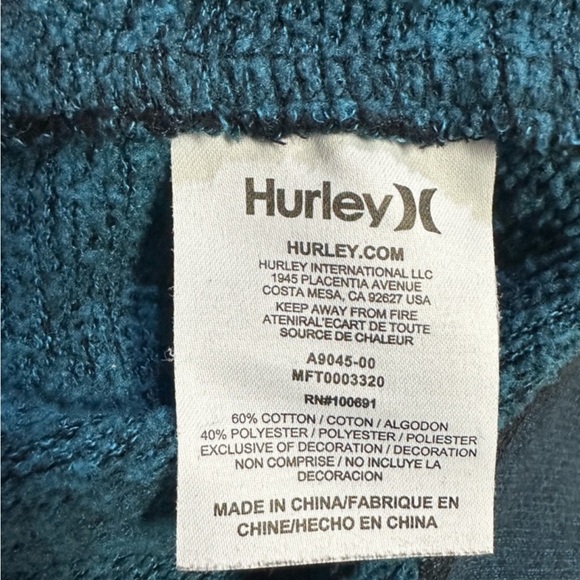 Hurley
HURLEY.COM
HURLEY INTERNATIONAL LLC
1945 PLACENTIA AVENUE
COSTA MESA, CA 92627 USA
KEEP AWAY FROM FIRE
ATENIRAL'ECART DE TOUTE
SOURCE DE CHALEUR
A9045-00
MFT0003320
RN#100691
60% COTTON / COTON / ALGODON
40% POLYESTER / POLYESTER / POLIESTER
EXCLUSIVE OF DECORATION / DECORATION
NON COMPRISE / NO INCLUYE LA
DECORACION
MADE IN CHINA/FABRIQUE EN
CHINE/HECHO EN CHINA